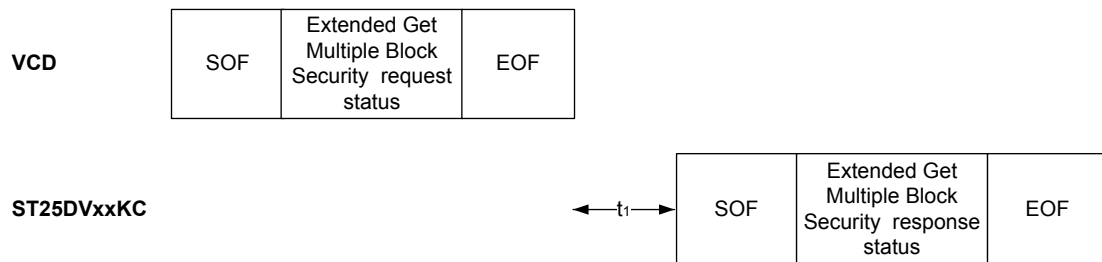 VCD
SOF
Extended Get
Multiple Block
Security request
status
EOF
ST25DVxxKC
t1
SOF
Extended Get
Multiple Block
Security response
status
EOF